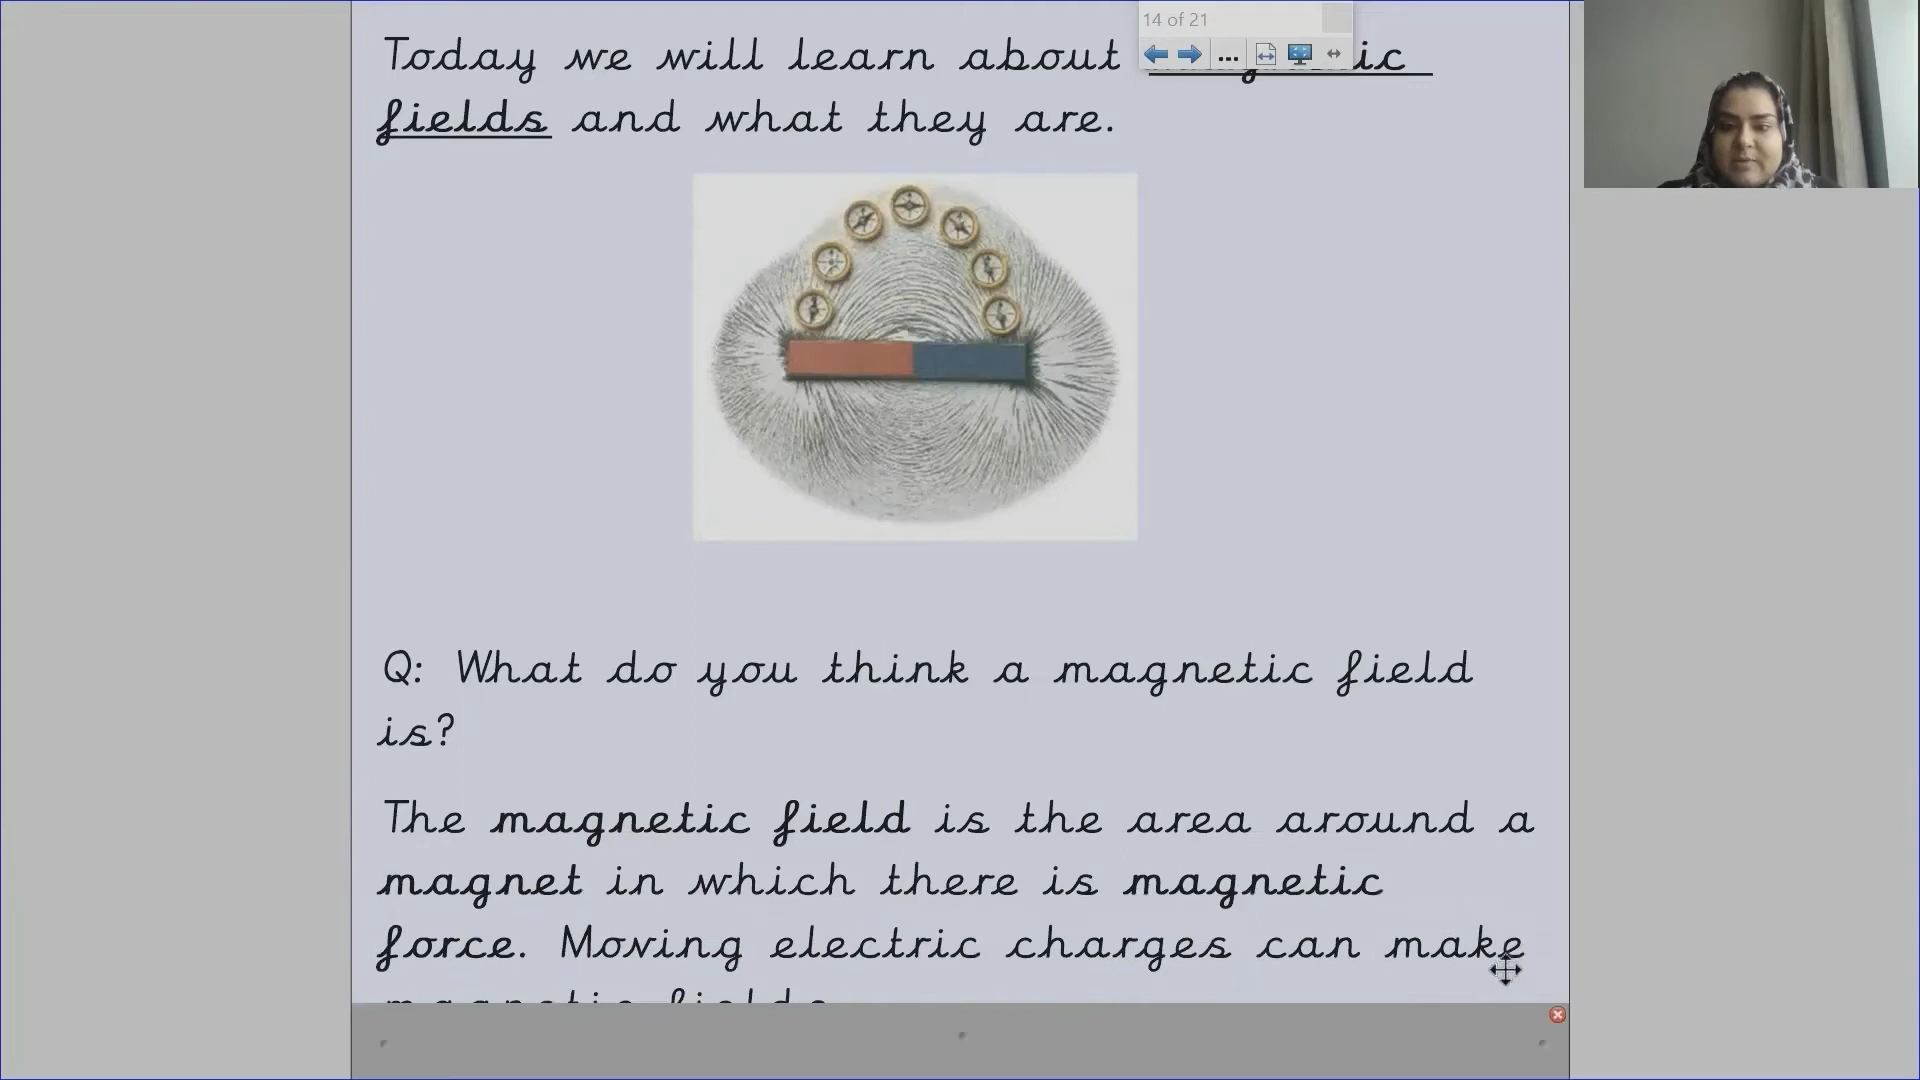 14 of 21
Today we will learn about
fields and what they are.
Q: What do you think a magnetic field
is?
The magnetic field is the area around a
magnet in which there is magnetic
force. Moving electric charges can make
magnetic fields